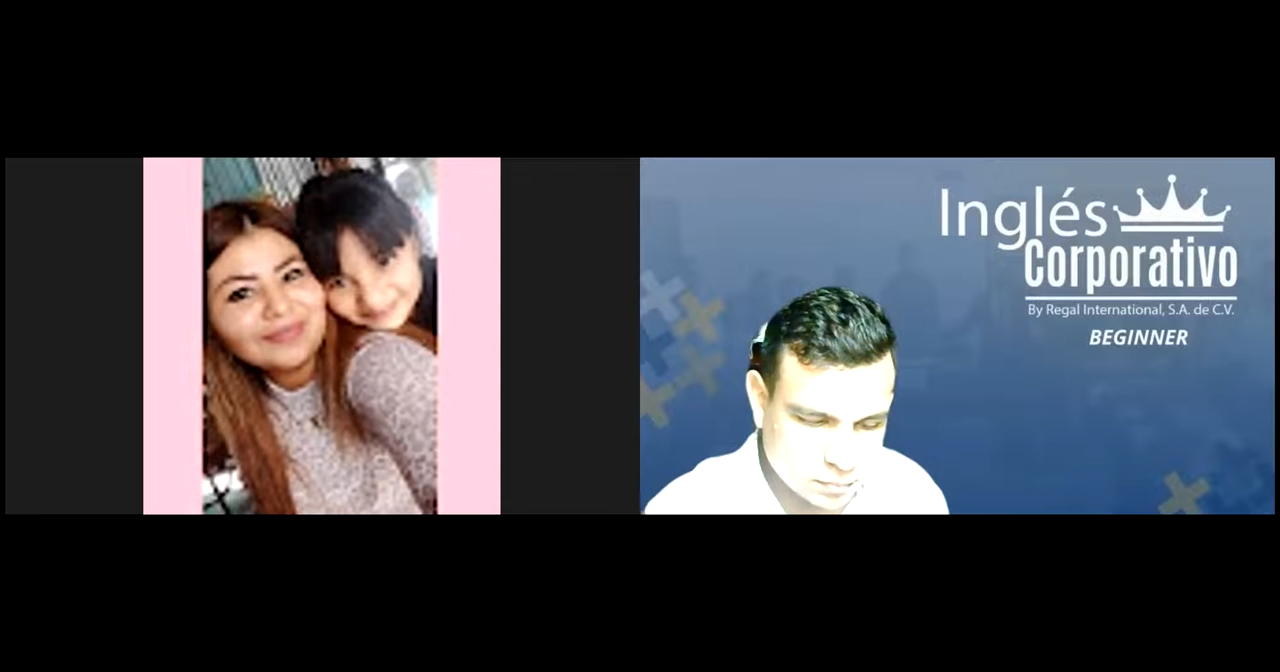 Inglés
Corporativo
By Regal International, S.A. de C.V.
BEGINNER